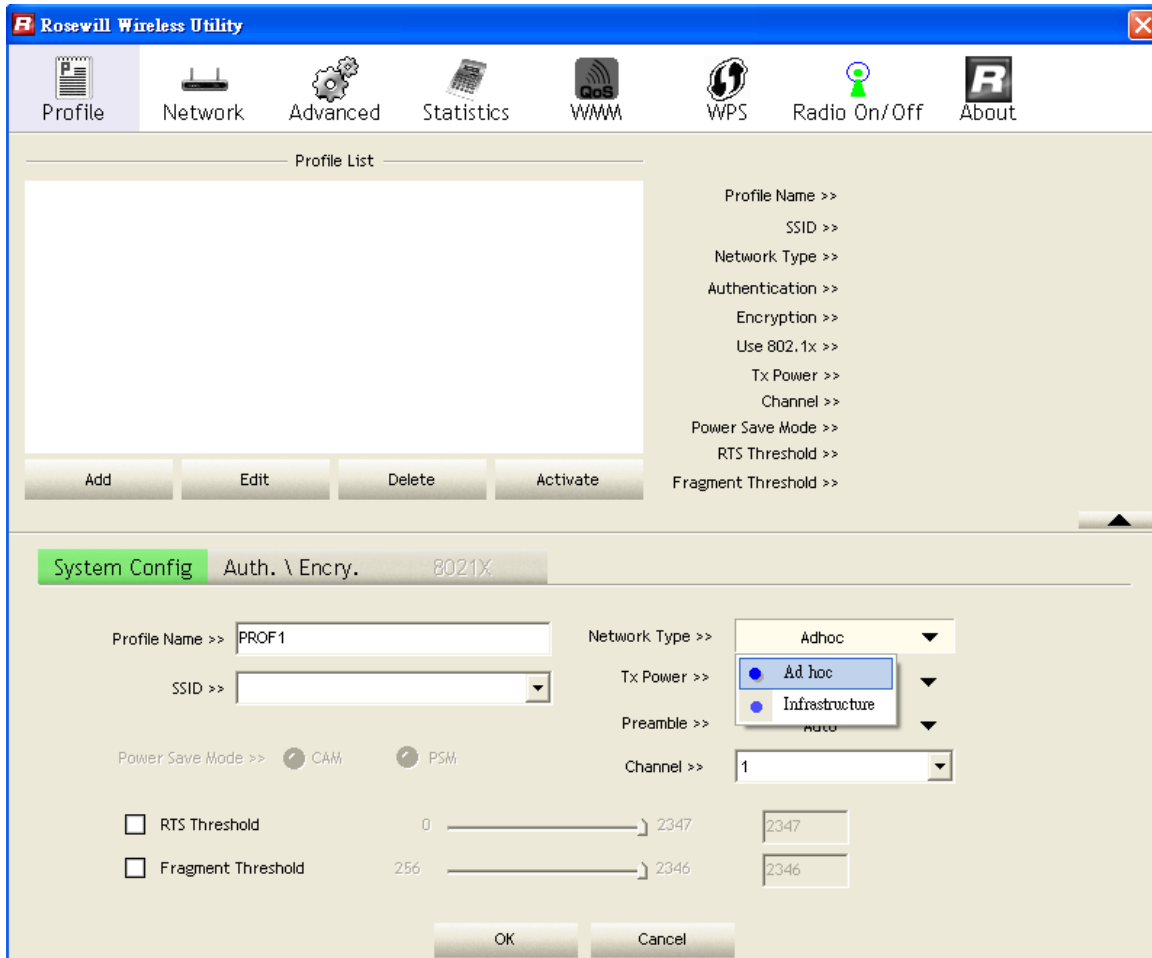 R Rosewill Wireless Utility
Profile Network Advanced Statistics QoS WMM WPS Radio On/Off R About
Profile List
Profile Name >>
SSID >>
Network Type >>
Authentication >>
Encryption >>
Use 802.1x >>
Tx Power >>
Channel >>
Power Save Mode >>
RTS Threshold >>
Fragment Threshold >>
Add Edit Delete Activate
System Config Auth. \ Encry. 8021X
Profile Name >> PROF1 Network Type >> Adhoc
SSID >> Tx Power >> Ad hoc
Infrastructure
Preamble >> Auto
Power Save Mode >> CAM PSM Channel >> 1
RTS Threshold 0 2347 2347
Fragment Threshold 256 2346 2346
OK Cancel